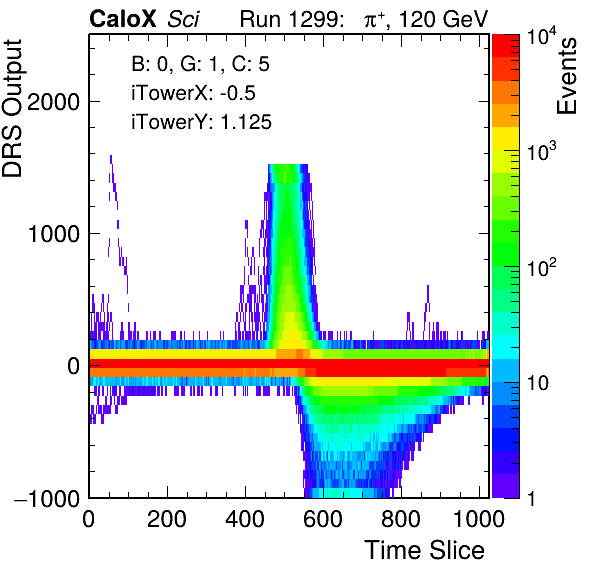 CaloX Sci Run 1299: π⁺, 120 GeV
B: 0, G: 1, C: 5
iTowerX: -0.5
iTowerY: 1.125
DRS Output
2000
1000
0
−1000
0 200 400 600 800 1000
Time Slice
Events
10⁴
10³
10²
10
1